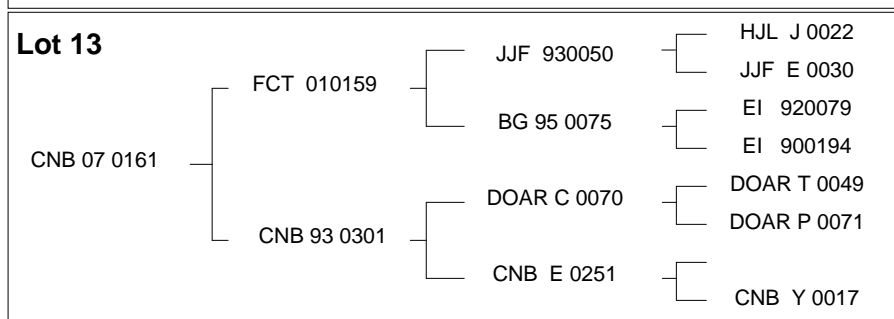 Lot 13
HJL J 0022
JJF 930050
JJF E 0030
FCT 010159
EI 920079
BG 95 0075
EI 900194
CNB 07 0161
DOAR T 0049
DOAR C 0070
DOAR P 0071
CNB 93 0301
CNB E 0251
CNB Y 0017